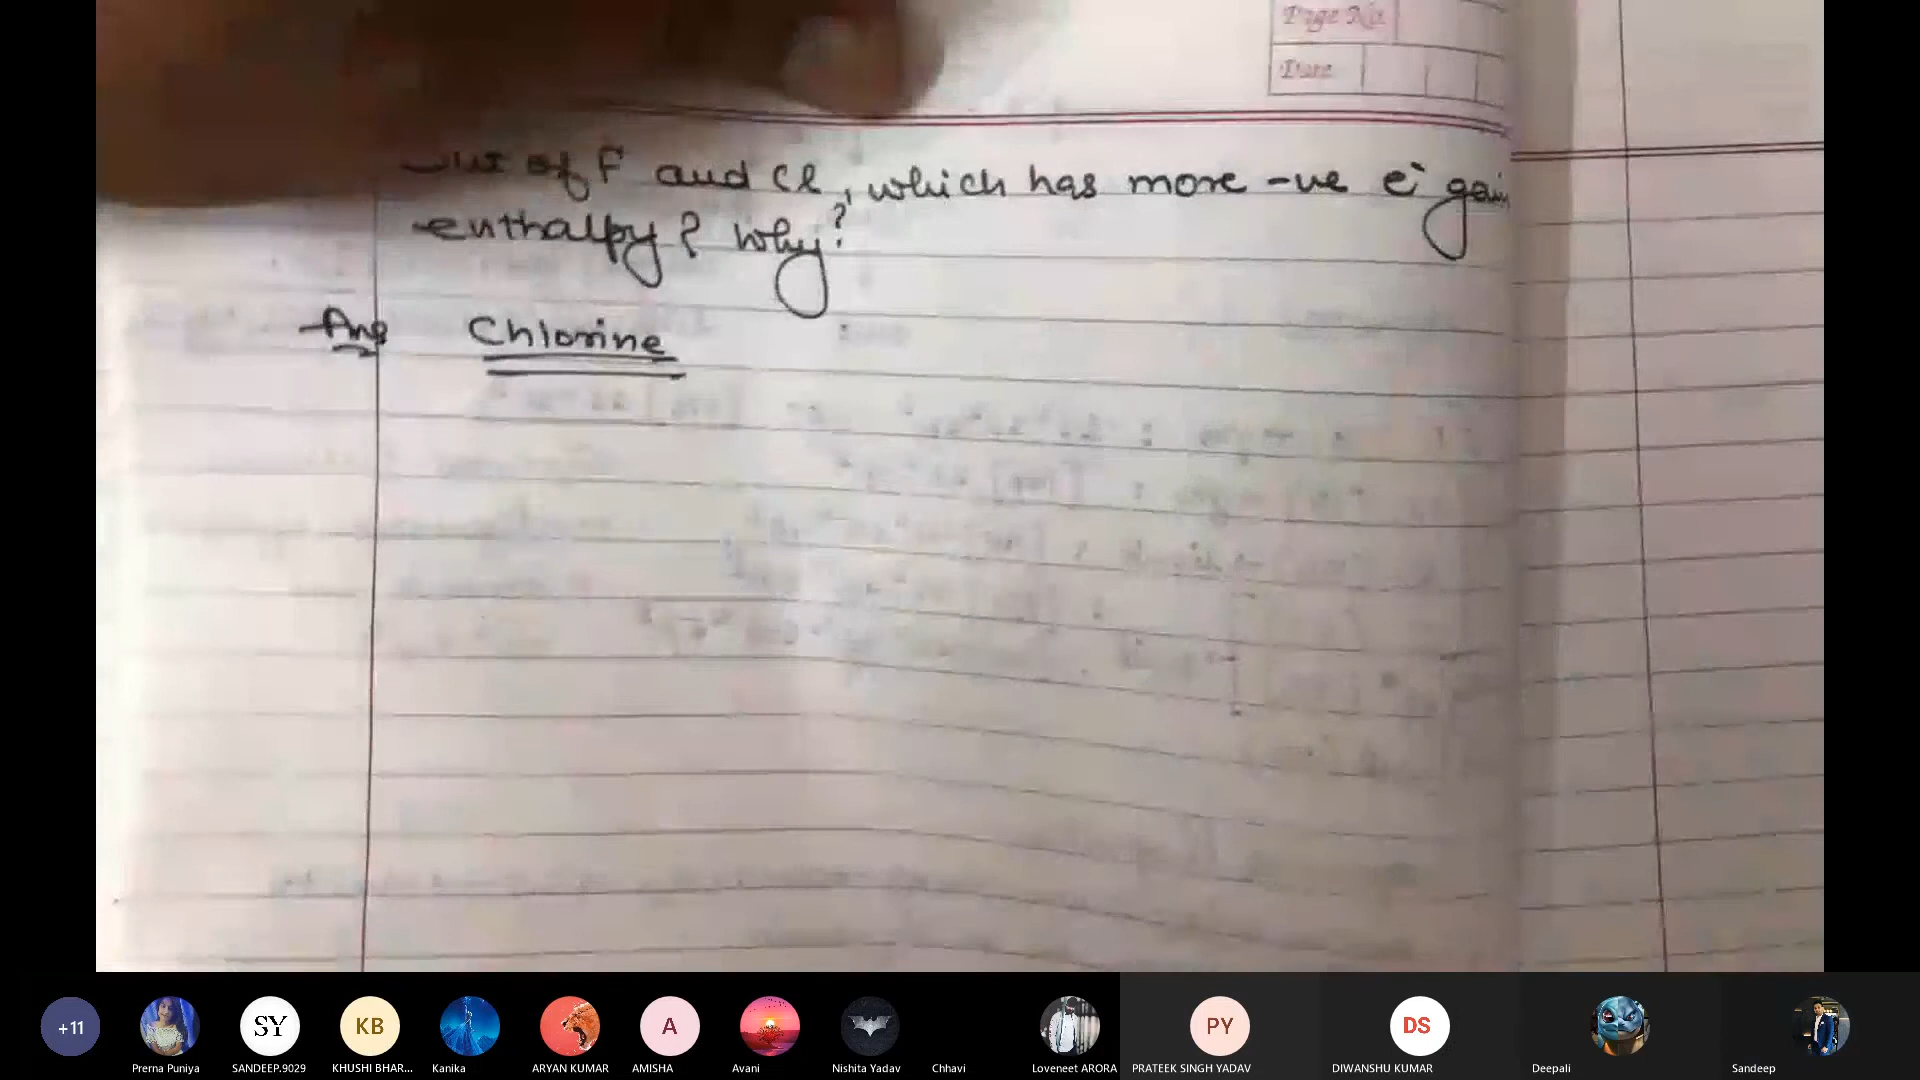 Page No.
Date
of F and Cl, which has more -ve e⁻ gain
enthalpy? Why?
Ans Chlorine
+11
SY
KB
A
PY
DS
Prerna Puniya
SANDEEP.9029
KHUSHI BHAR...
Kanika
ARYAN KUMAR
AMISHA
Avani
Nishita Yadav
Chhavi
Loveneet ARORA
PRATEEK SINGH YADAV
DIWANSHU KUMAR
Deepali
Sandeep